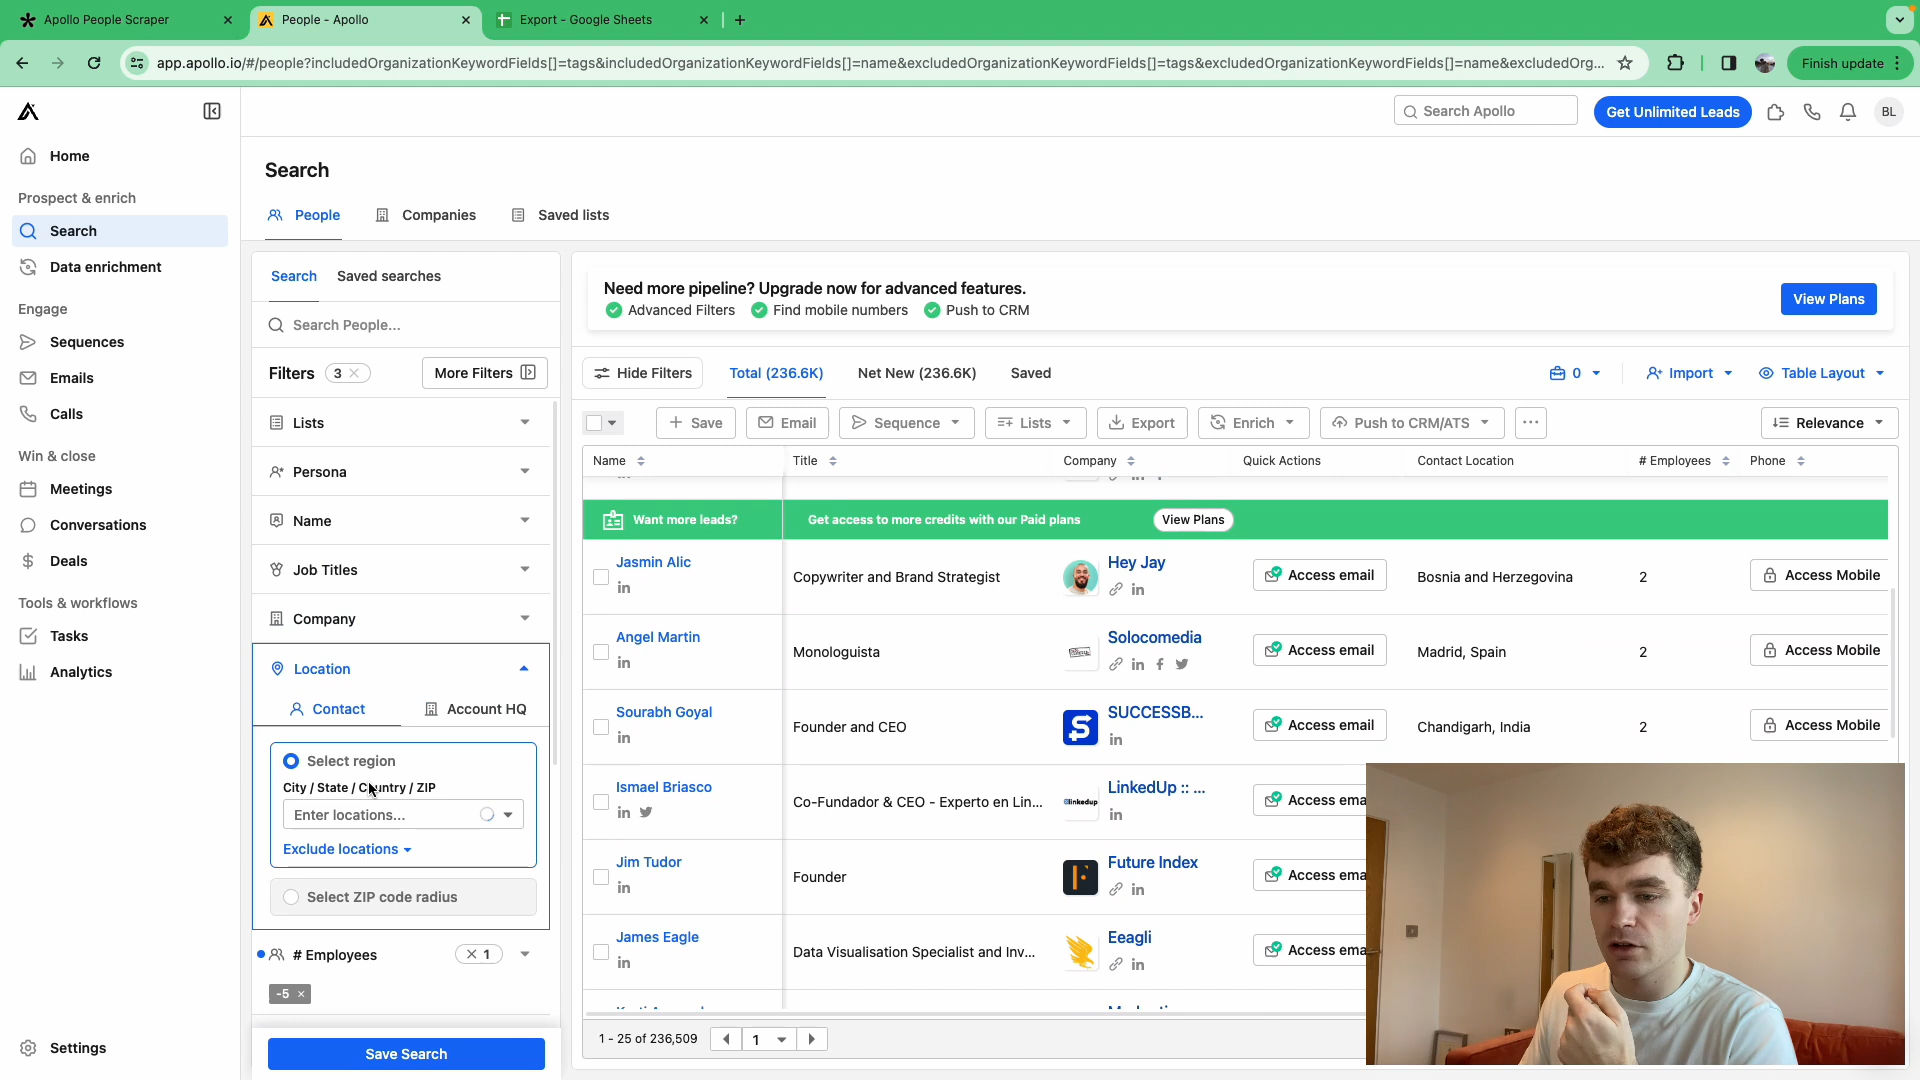 Apollo People Scraper
People - Apollo
Export - Google Sheets
app.apollo.io/#/people?includedOrganizationKeywordFields[]=tags&includedOrganizationKeywordFields[]=name&excludedOrganizationKeywordFields[]=tags&excludedOrganizationKeywordFields[]=name&excludedOrg...
Finish update
Search Apollo
Get Unlimited Leads
BL
Home
Prospect & enrich
Search
Data enrichment
Engage
Sequences
Emails
Calls
Win & close
Meetings
Conversations
Deals
Tools & workflows
Tasks
Analytics
Settings
Search
People Companies Saved lists
Search Saved searches
Search People...
Filters 3 More Filters
Lists
Persona
Name
Job Titles
Company
Location
Contact Account HQ
Select region
City / State / Country / ZIP
Enter locations...
Exclude locations
Select ZIP code radius
# Employees 1
-5
Save Search
Need more pipeline? Upgrade now for advanced features.
Advanced Filters Find mobile numbers Push to CRM
View Plans
Hide Filters Total (236.6K) Net New (236.6K) Saved 0 Import Table Layout
Save Email Sequence Lists Export Enrich Push to CRM/ATS ... Relevance
Name Title Company Quick Actions Contact Location # Employees Phone
Want more leads? Get access to more credits with our Paid plans View Plans
Jasmin Alic Copywriter and Brand Strategist Hey Jay Access email Bosnia and Herzegovina 2 Access Mobile
Angel Martin Monologuista Solocomedia Access email Madrid, Spain 2 Access Mobile
Sourabh Goyal Founder and CEO SUCCESSB... Access email Chandigarh, India 2 Access Mobile
Ismael Briasco Co-Fundador & CEO - Experto en Lin... linkedup LinkedUp :: ... Access ema
Jim Tudor Founder Future Index Access ema
James Eagle Data Visualisation Specialist and Inv... Eeagli Access ema
1 - 25 of 236,509 1